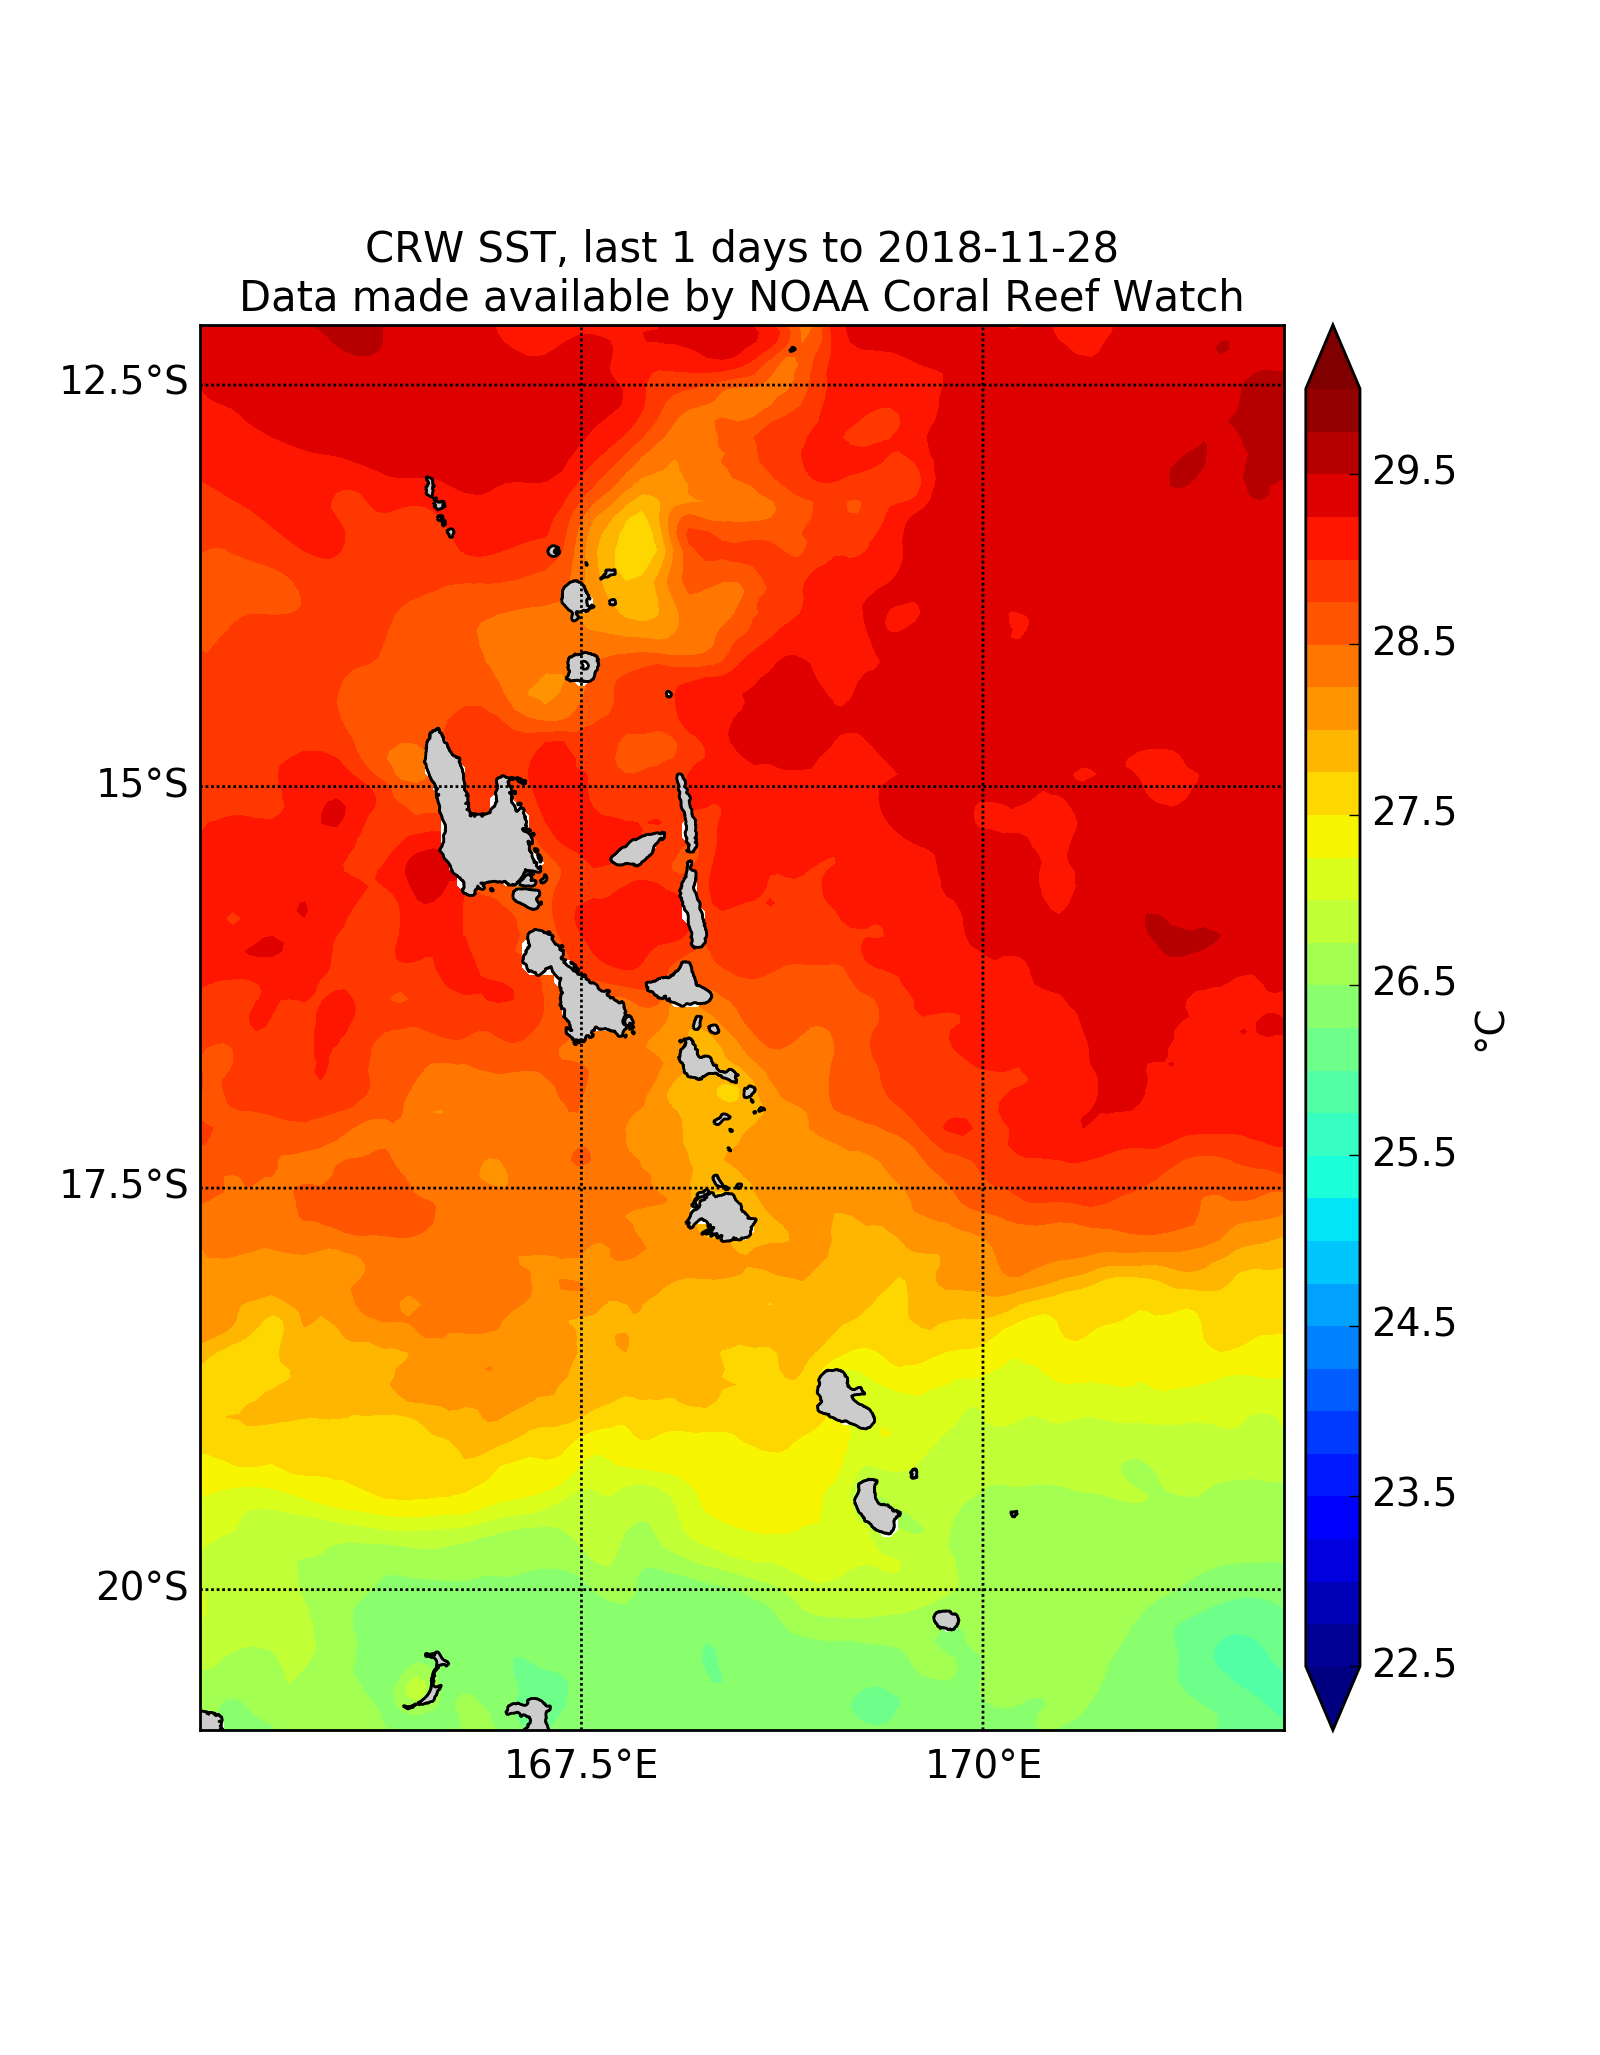 CRW SST, last 1 days to 2018-11-28
Data made available by NOAA Coral Reef Watch
12.5°S
15°S
17.5°S
20°S
167.5°E
170°E
29.5
28.5
27.5
26.5
25.5
24.5
23.5
22.5
°C